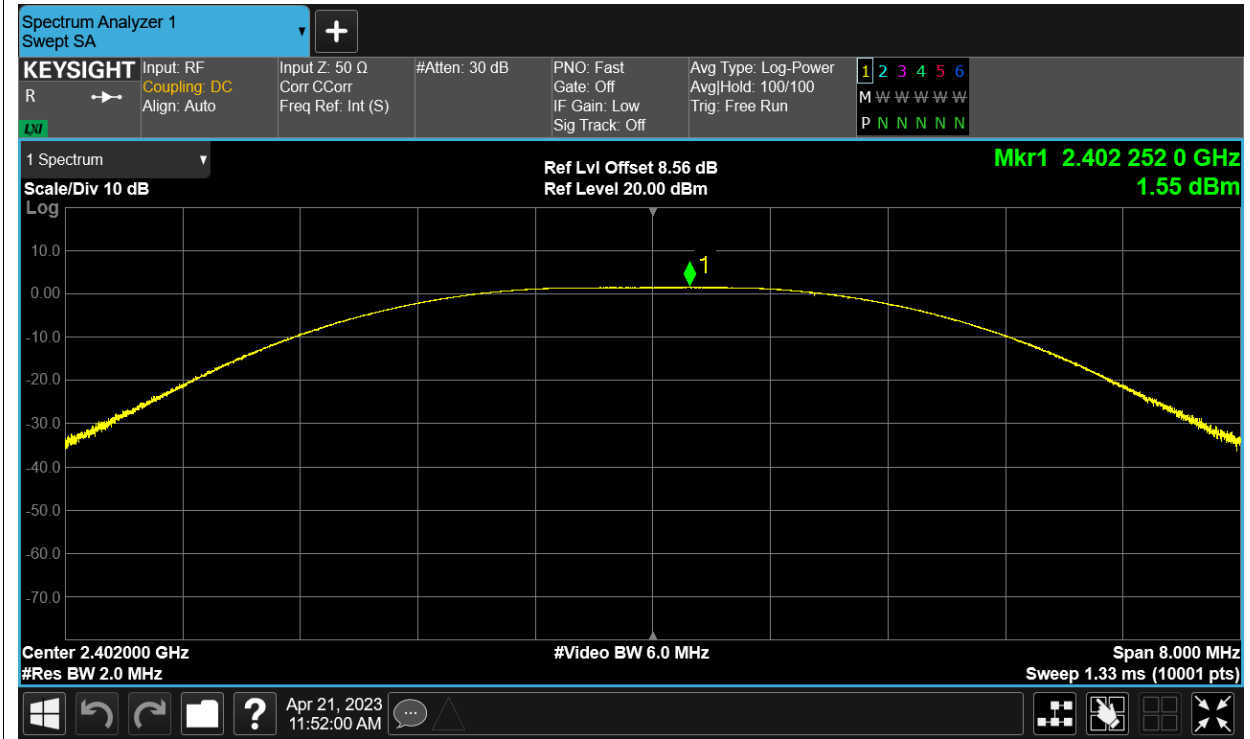 Spectrum Analyzer 1
Swept SA
KEYSIGHT
R
LXI
Input: RF
Coupling: DC
Align: Auto
Input Z: 50 Ω
Corr CCorr
Freq Ref: Int (S)
#Atten: 30 dB
PNO: Fast
Gate: Off
IF Gain: Low
Sig Track: Off
Avg Type: Log-Power
Avg|Hold: 100/100
Trig: Free Run
1 2 3 4 5 6
M W W W W W
P N N N N N
1 Spectrum
Scale/Div 10 dB
Log
Ref Lvl Offset 8.56 dB
Ref Level 20.00 dBm
Mkr1 2.402 252 0 GHz
1.55 dBm
1
10.0
0.00
-10.0
-20.0
-30.0
-40.0
-50.0
-60.0
-70.0
Center 2.402000 GHz
#Res BW 2.0 MHz
#Video BW 6.0 MHz
Span 8.000 MHz
Sweep 1.33 ms (10001 pts)
?
Apr 21, 2023
11:52:00 AM